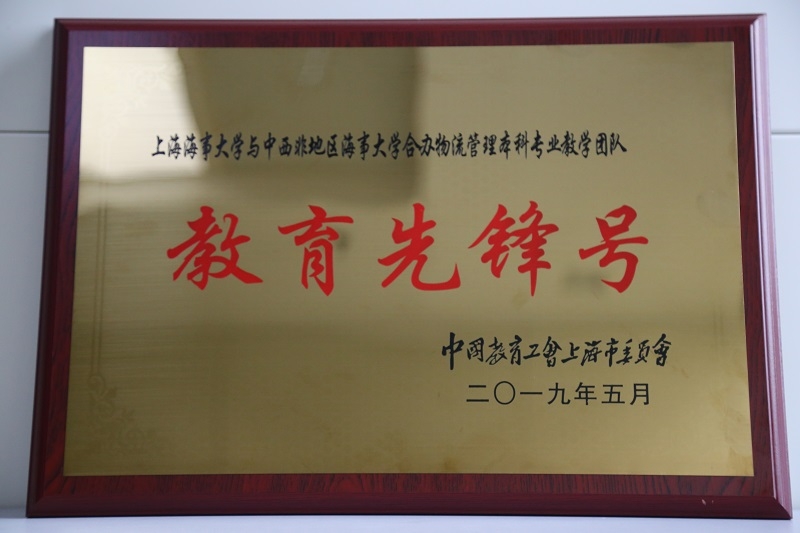 上海海事大学与中西非地区海事大学合办物流管理本科专业教学团队
教育先锋号
中国教育工會上海市委员會
二〇一九年五月